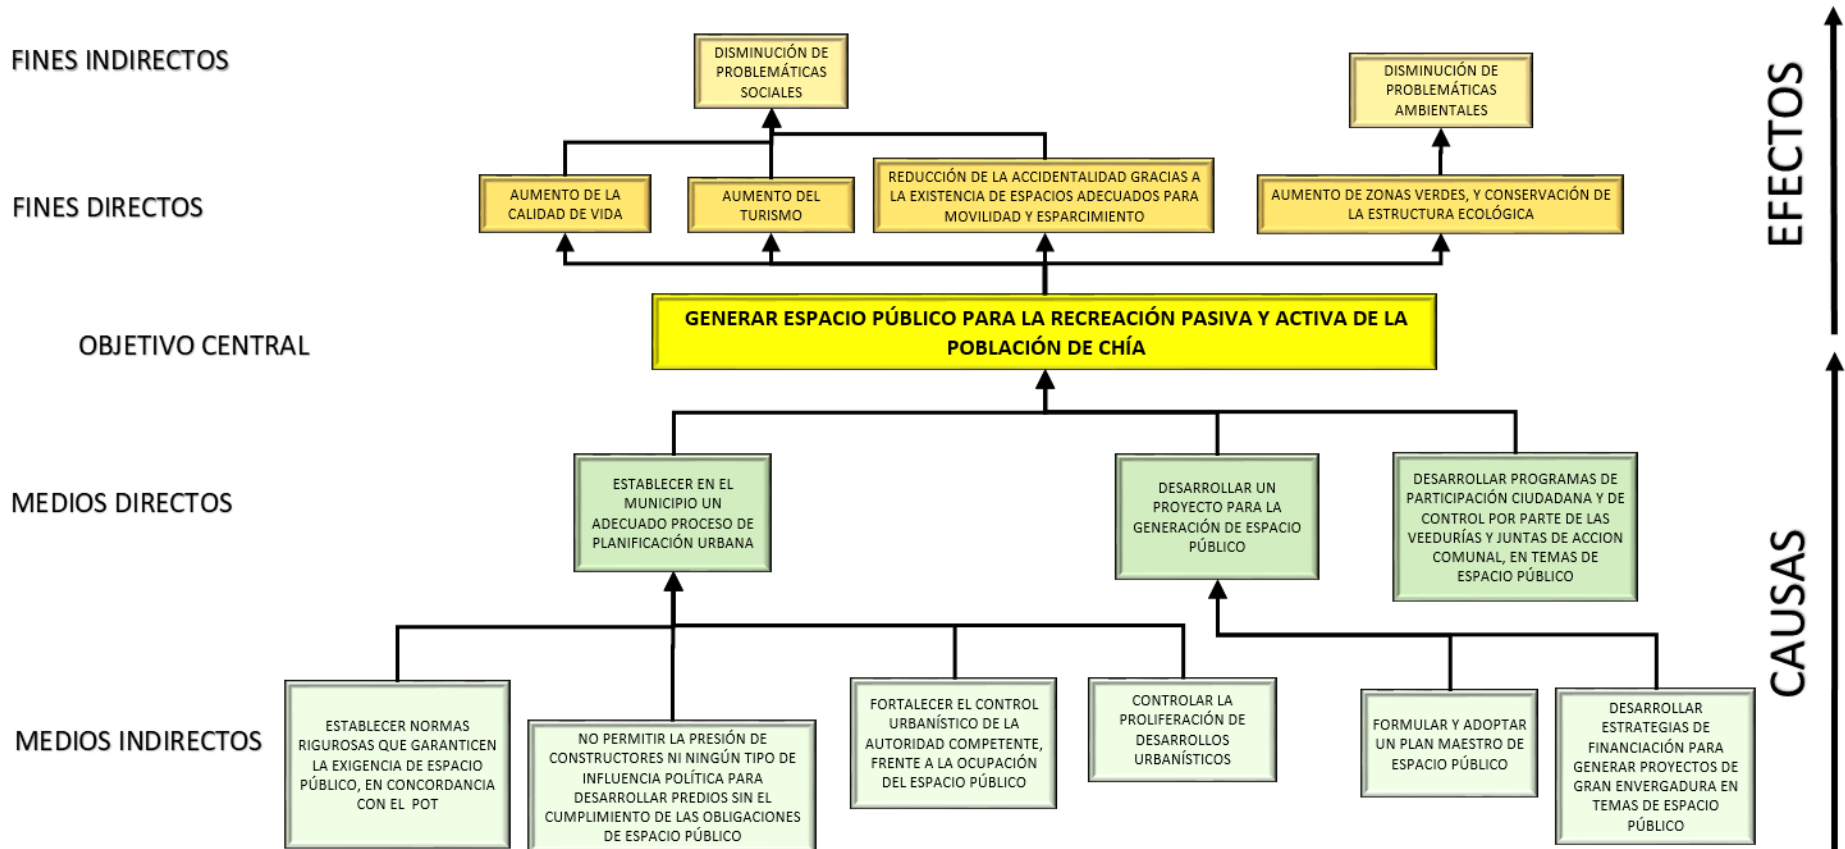 FINES INDIRECTOS
DISMINUCIÓN DE
PROBLEMÁTICAS
SOCIALES
DISMINUCIÓN DE
PROBLEMÁTICAS
AMBIENTALES
EFECTOS
FINES DIRECTOS
AUMENTO DE LA
CALIDAD DE VIDA
AUMENTO DEL
TURISMO
REDUCCIÓN DE LA ACCIDENTALIDAD GRACIAS A
LA EXISTENCIA DE ESPACIOS ADECUADOS PARA
MOVILIDAD Y ESPARCIMIENTO
AUMENTO DE ZONAS VERDES, Y CONSERVACIÓN DE
LA ESTRUCTURA ECOLÓGICA
OBJETIVO CENTRAL
GENERAR ESPACIO PÚBLICO PARA LA RECREACIÓN PASIVA Y ACTIVA DE LA
POBLACIÓN DE CHÍA
MEDIOS DIRECTOS
ESTABLECER EN EL
MUNICIPIO UN
ADECUADO PROCESO DE
PLANIFICACIÓN URBANA
DESARROLLAR UN
PROYECTO PARA LA
GENERACIÓN DE ESPACIO
PÚBLICO
DESARROLLAR PROGRAMAS DE
PARTICIPACIÓN CIUDADANA Y DE
CONTROL POR PARTE DE LAS
VEEDURÍAS Y JUNTAS DE ACCION
COMUNAL, EN TEMAS DE
ESPACIO PÚBLICO
CAUSAS
MEDIOS INDIRECTOS
ESTABLECER NORMAS
RIGUROSAS QUE GARANTICEN
LA EXIGENCIA DE ESPACIO
PÚBLICO, EN CONCORDANCIA
CON EL POT
NO PERMITIR LA PRESIÓN DE
CONSTRUCTORES NI NINGÚN TIPO DE
INFLUENCIA POLÍTICA PARA
DESARROLLAR PREDIOS SIN EL
CUMPLIMIENTO DE LAS OBLIGACIONES
DE ESPACIO PÚBLICO
FORTALECER EL CONTROL
URBANÍSTICO DE LA
AUTORIDAD COMPETENTE,
FRENTE A LA OCUPACIÓN
DEL ESPACIO PÚBLICO
CONTROLAR LA
PROLIFERACIÓN DE
DESARROLLOS
URBANÍSTICOS
FORMULAR Y ADOPTAR
UN PLAN MAESTRO DE
ESPACIO PÚBLICO
DESARROLLAR
ESTRATEGIAS DE
FINANCIACIÓN PARA
GENERAR PROYECTOS DE
GRAN ENVERGADURA EN
TEMAS DE ESPACIO
PÚBLICO